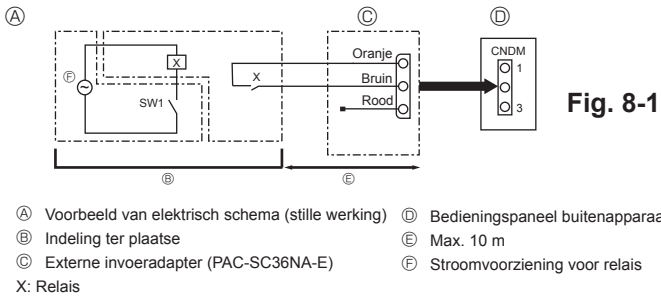 Ⓐ Ⓒ Ⓓ
Oranje
CNDM
X
X
Bruin
1
Ⓕ
~
SW1
Rood
3
Fig. 8-1
Ⓑ Ⓔ
Ⓐ Voorbeeld van elektrisch schema (stille werking)
Ⓑ Indeling ter plaatse
Ⓒ Externe invoeradapter (PAC-SC36NA-E)
X: Relais
Ⓓ Bedieningspaneel buitenappara
Ⓔ Max. 10 m
Ⓕ Stroomvoorziening voor relais